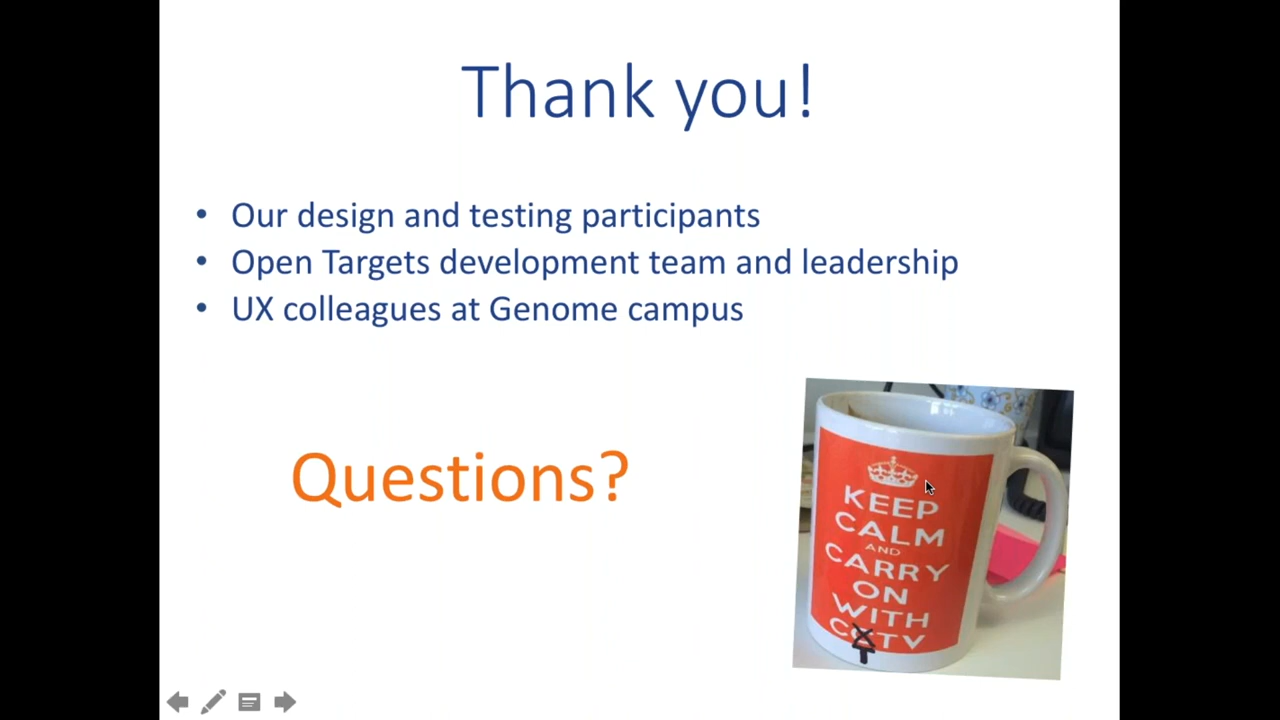 Thank you!
• Our design and testing participants
• Open Targets development team and leadership
• UX colleagues at Genome campus
Questions?
KEEP
CALM
AND
CARRY
ON
WITH
CCTV
T